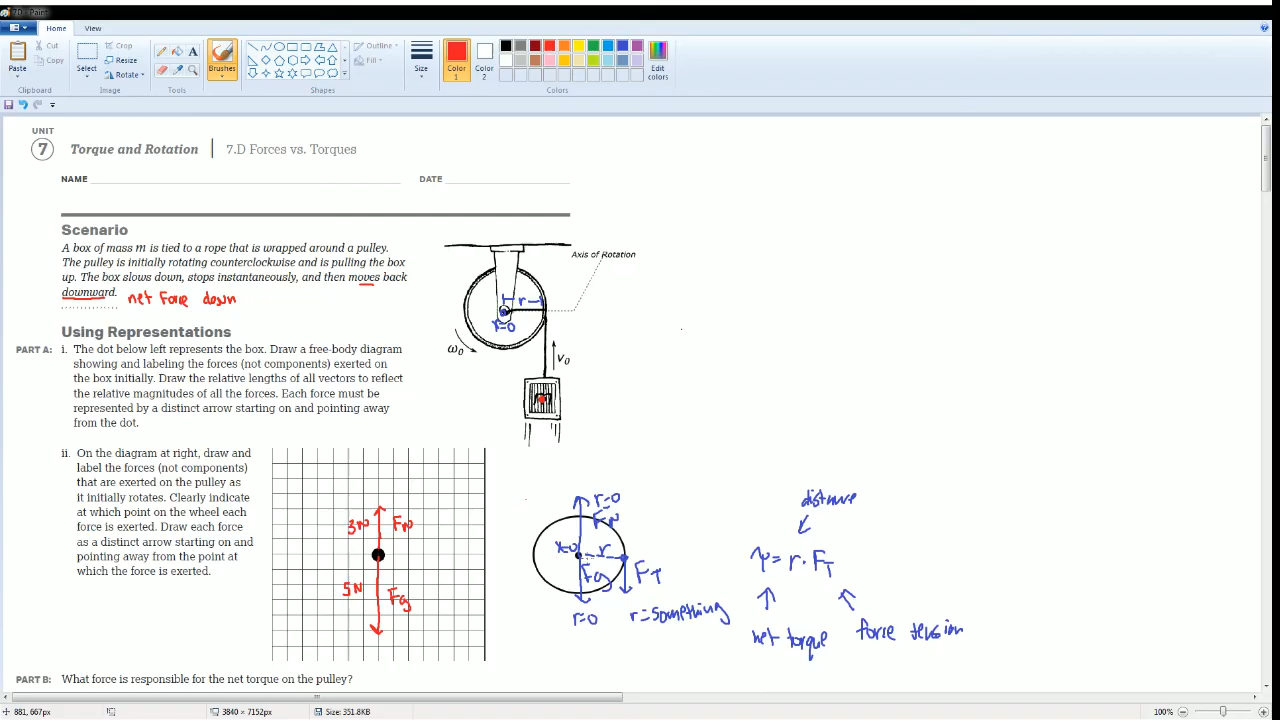 7D - Paint
Home View
Cut
Copy
Paste
Clipboard
Crop
Resize
Rotate
Select
Image
Tools
Brushes
Shapes
Outline
Fill
Size
Color 1
Color 2
Edit colors
Colors
UNIT
7 Torque and Rotation | 7.D Forces vs. Torques
NAME DATE
Scenario
A box of mass m is tied to a rope that is wrapped around a pulley.
The pulley is initially rotating counterclockwise and is pulling the box
up. The box slows down, stops instantaneously, and then moves back
downward. net Force down
Axis of Rotation
r
r=0
ω₀
v₀
Using Representations
PART A: i. The dot below left represents the box. Draw a free-body diagram
showing and labeling the forces (not components) exerted on
the box initially. Draw the relative lengths of all vectors to reflect
the relative magnitudes of all the forces. Each force must be
represented by a distinct arrow starting on and pointing away
from the dot.
ii. On the diagram at right, draw and
label the forces (not components)
that are exerted on the pulley as
it initially rotates. Clearly indicate
at which point on the wheel each
force is exerted. Draw each force
as a distinct arrow starting on and
pointing away from the point at
which the force is exerted.
3N FN
5N Fg
r=0
FN
r=0 r
Fg FT
r=0 r=something
distance
τ= r·FT
net torque force tension
PART B: What force is responsible for the net torque on the pulley?
881, 667px 3840 × 7152px Size: 351.8KB 100%